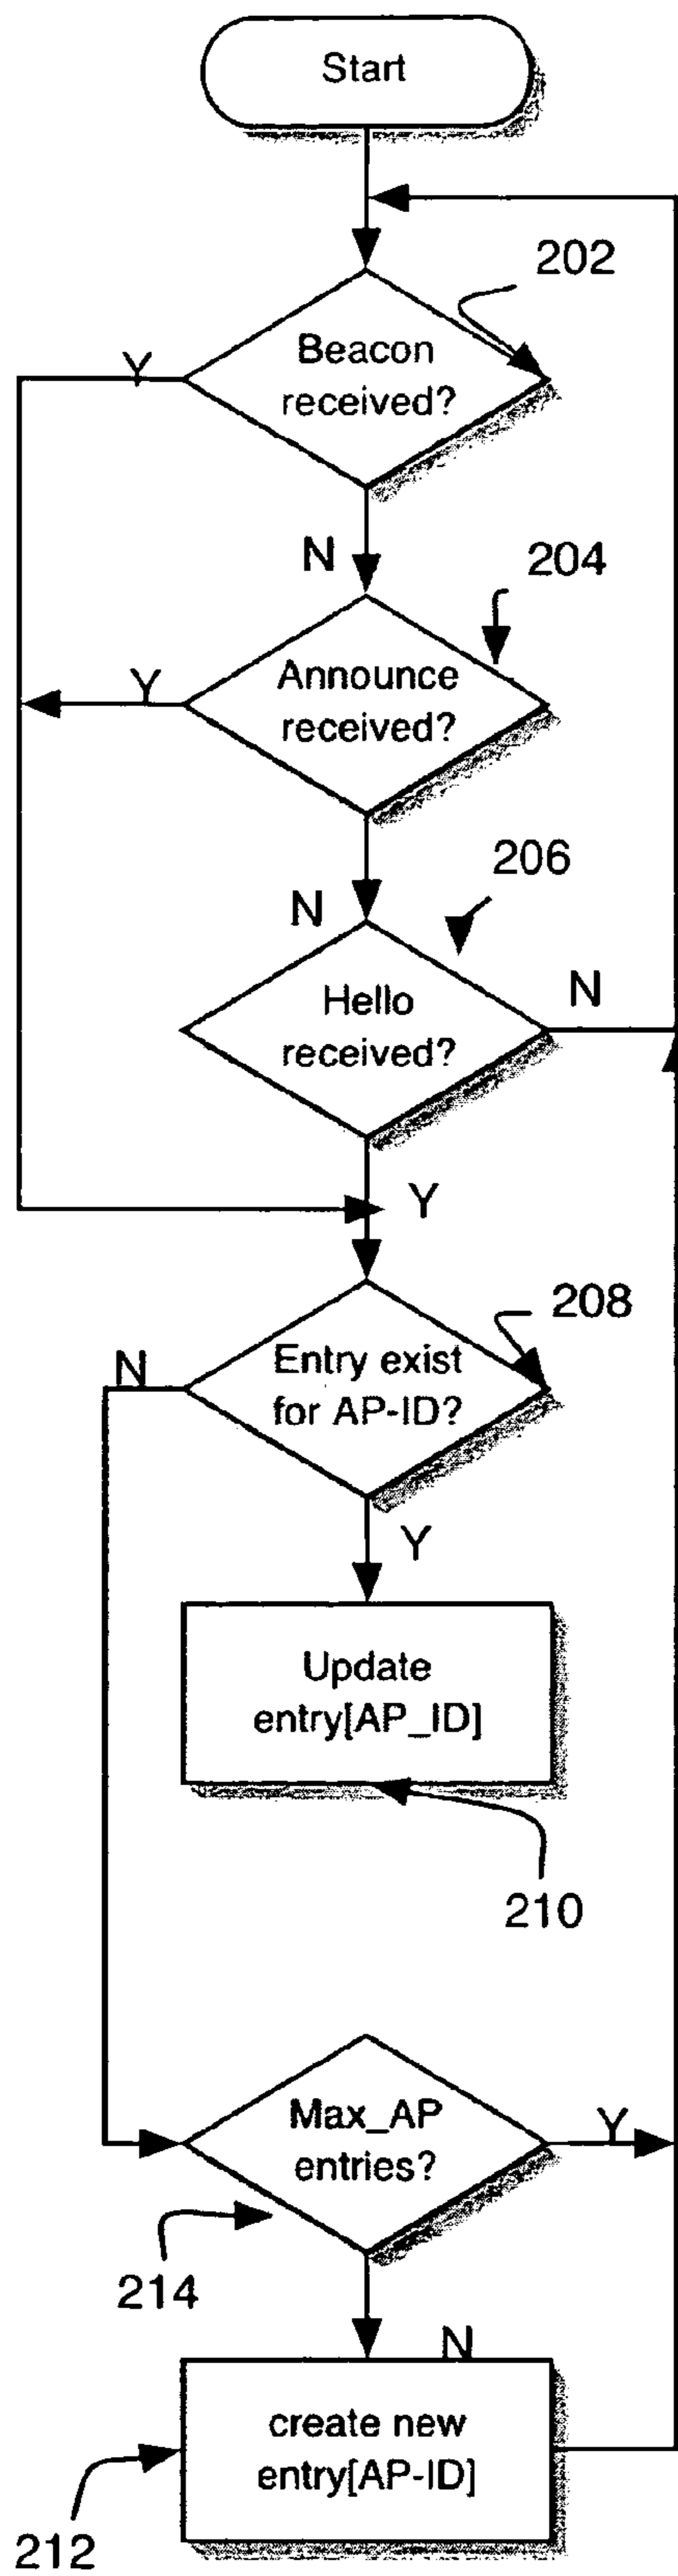 Start
202
Beacon
received?
Y
N
204
Announce
received?
Y
206
N
Hello
received?
N
Y
208
Entry exist
for AP-ID?
N
Y
Update
entry[AP_ID]
210
Max_AP
entries?
Y
214
N
create new
entry[AP-ID]
212